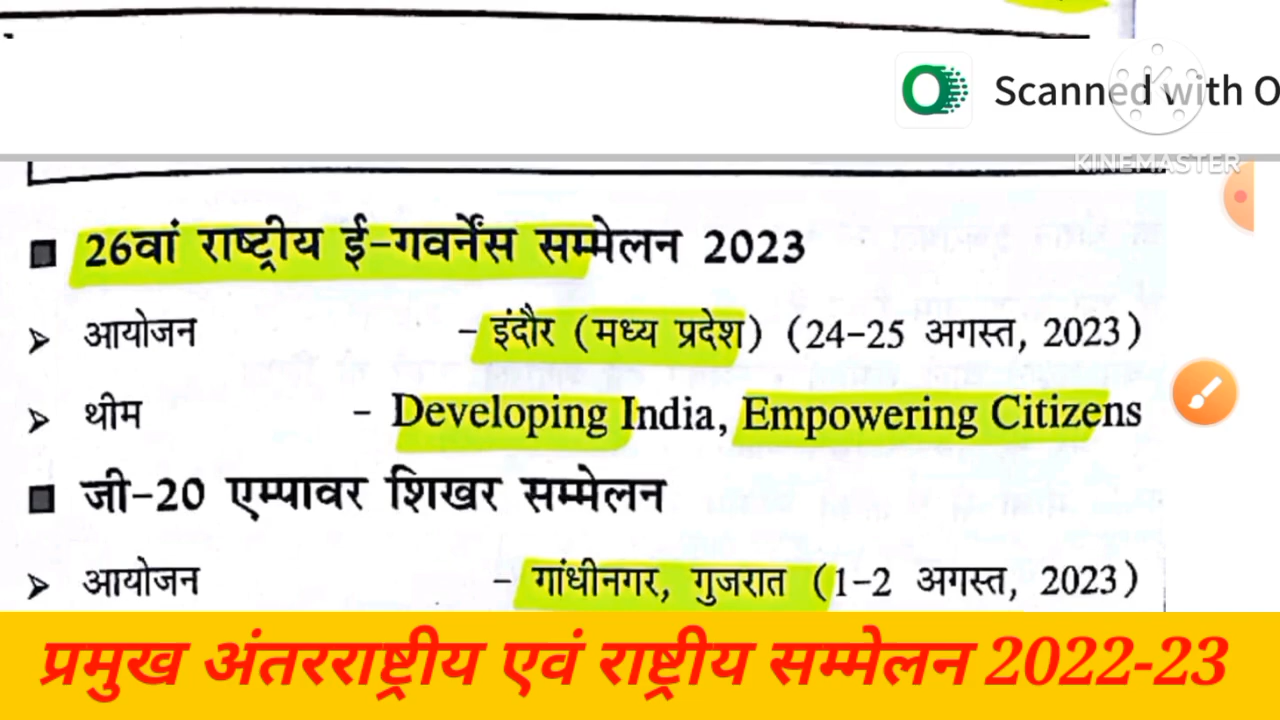 Scanned with O
KINEMASTER
26वां राष्ट्रीय ई-गवर्नेंस सम्मेलन 2023
आयोजन - इंदौर (मध्य प्रदेश) (24-25 अगस्त, 2023)
थीम - Developing India, Empowering Citizens
जी-20 एम्पावर शिखर सम्मेलन
आयोजन - गांधीनगर, गुजरात (1-2 अगस्त, 2023)
प्रमुख अंतरराष्ट्रीय एवं राष्ट्रीय सम्मेलन 2022-23